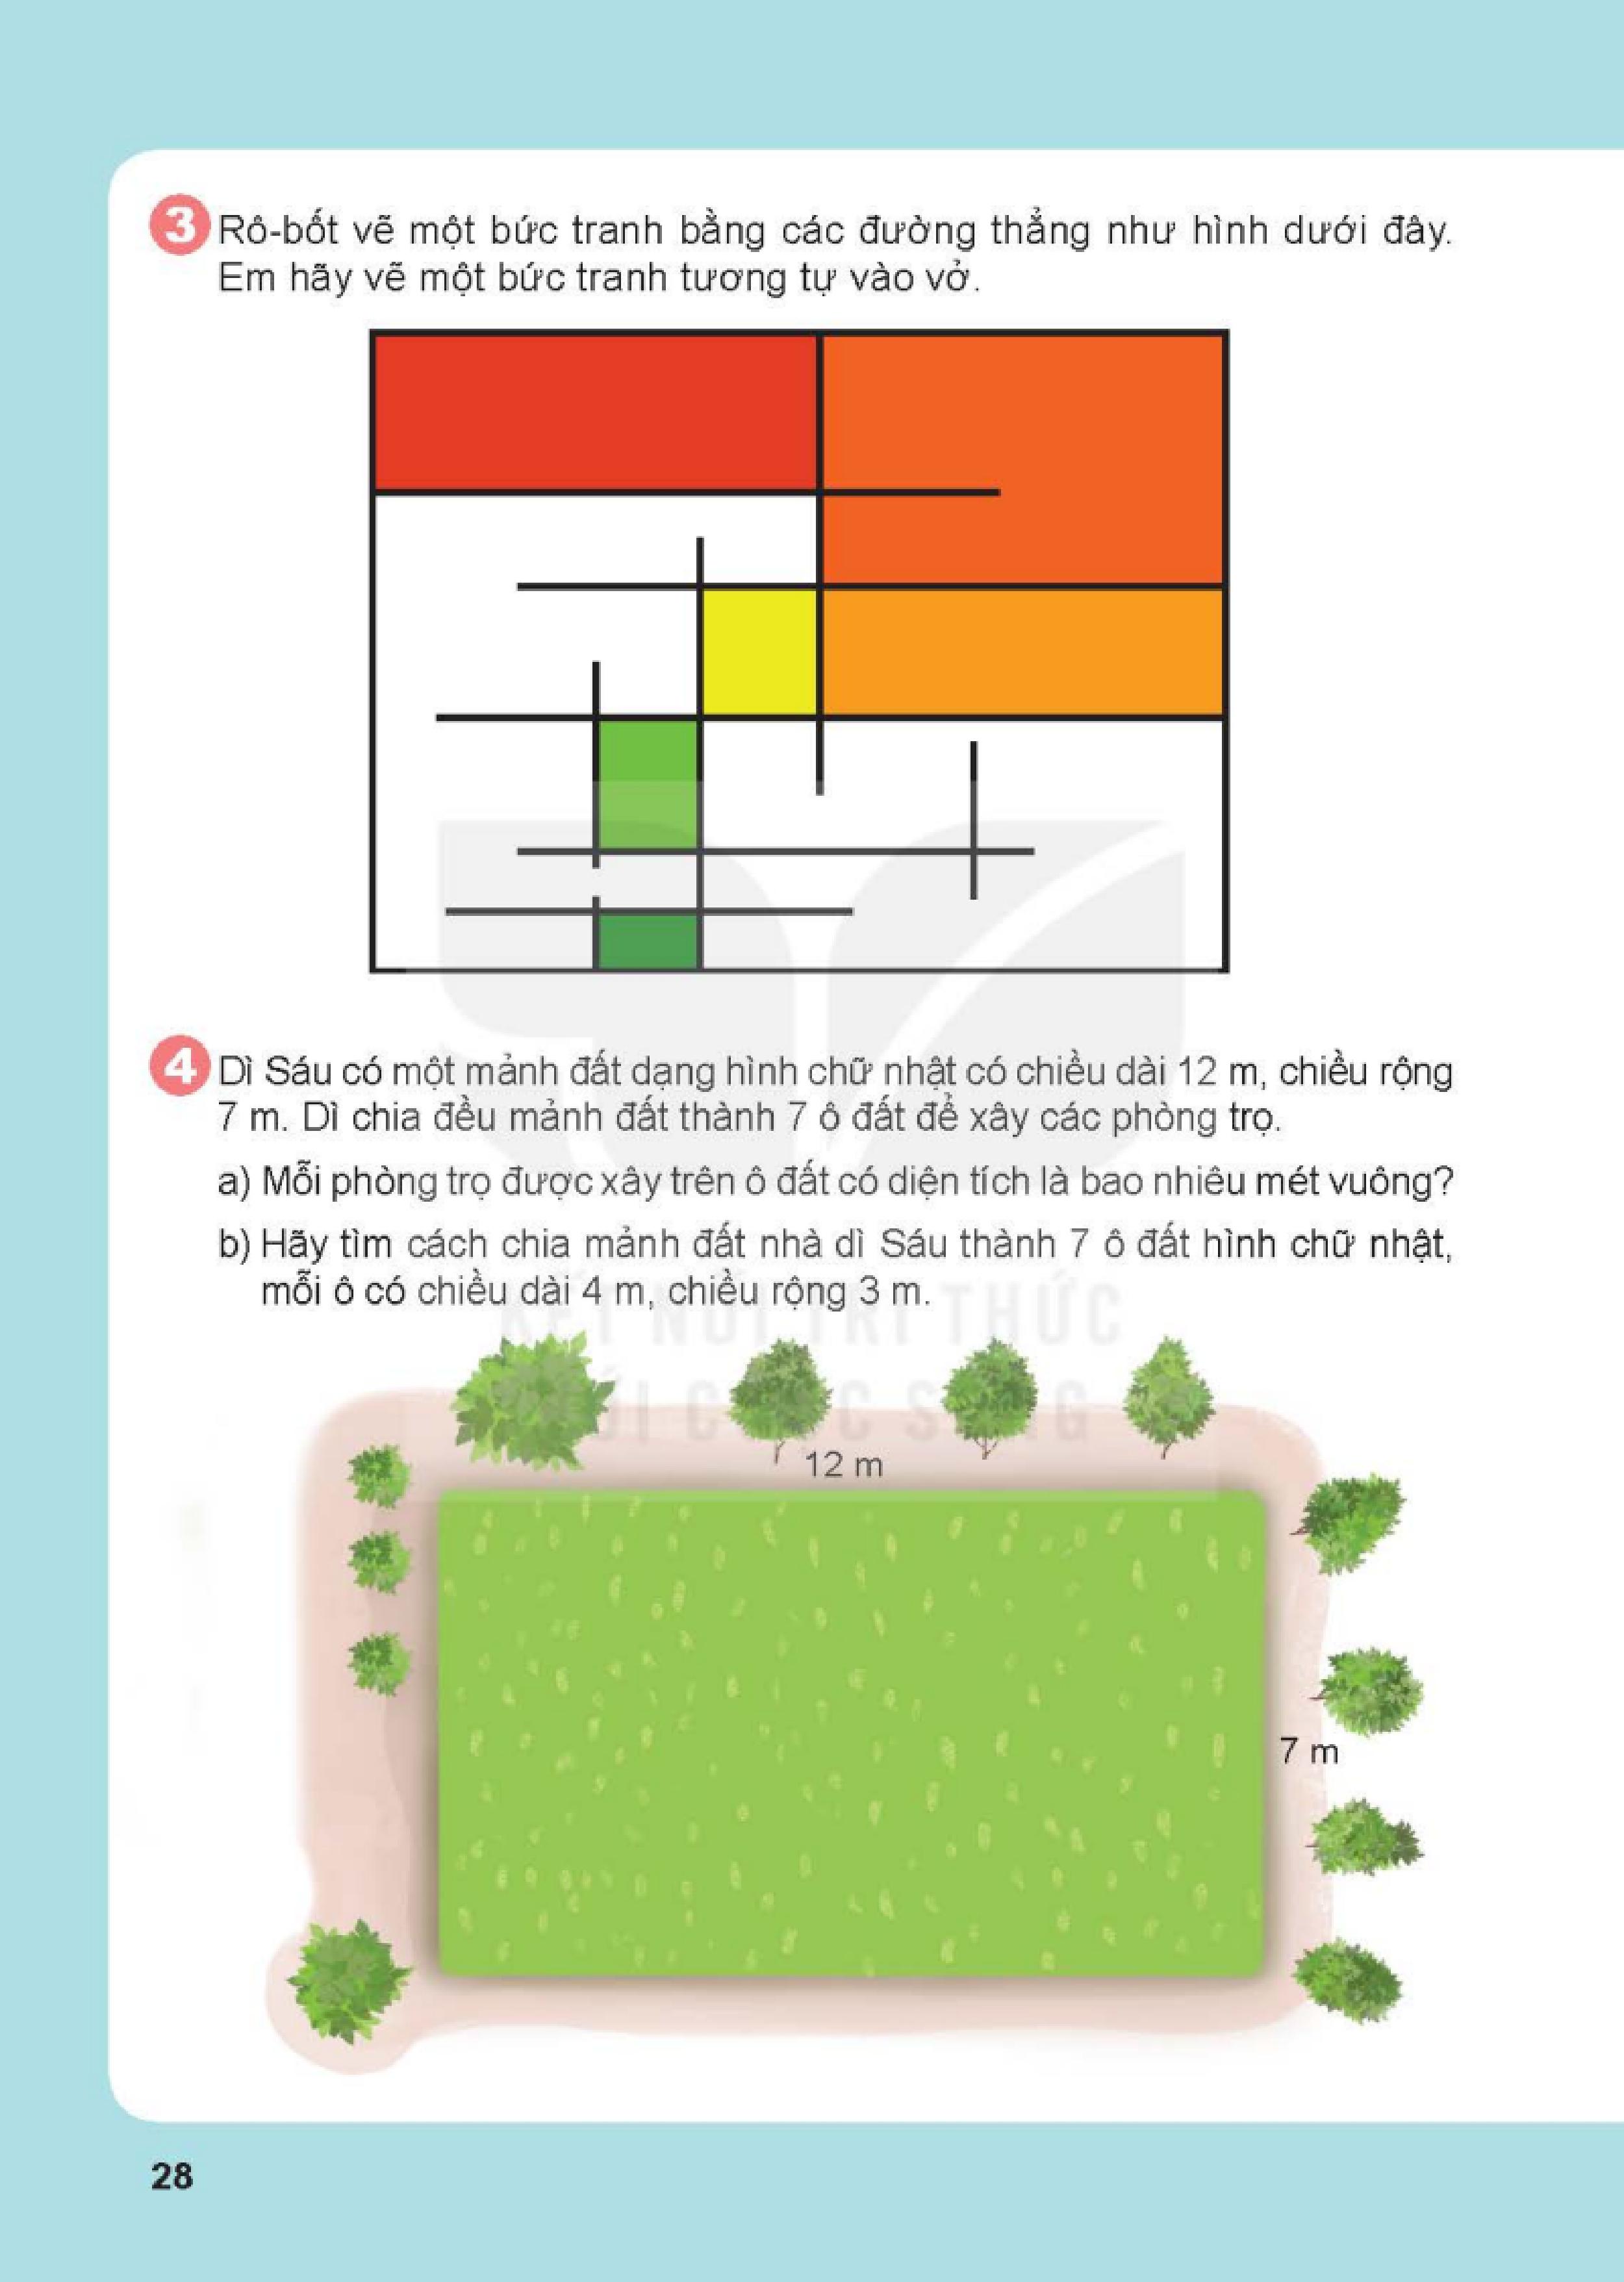 3 Rô-bốt vẽ một bức tranh bằng các đường thẳng như hình dưới đây.
Em hãy vẽ một bức tranh tương tự vào vở.
4 Dì Sáu có một mảnh đất dạng hình chữ nhật có chiều dài 12 m, chiều rộng
7 m. Dì chia đều mảnh đất thành 7 ô đất để xây các phòng trọ.
a) Mỗi phòng trọ được xây trên ô đất có diện tích là bao nhiêu mét vuông?
b) Hãy tìm cách chia mảnh đất nhà dì Sáu thành 7 ô đất hình chữ nhật,
mỗi ô có chiều dài 4 m, chiều rộng 3 m.
KẾT NỐI TRI THỨC
12 m
7 m
28